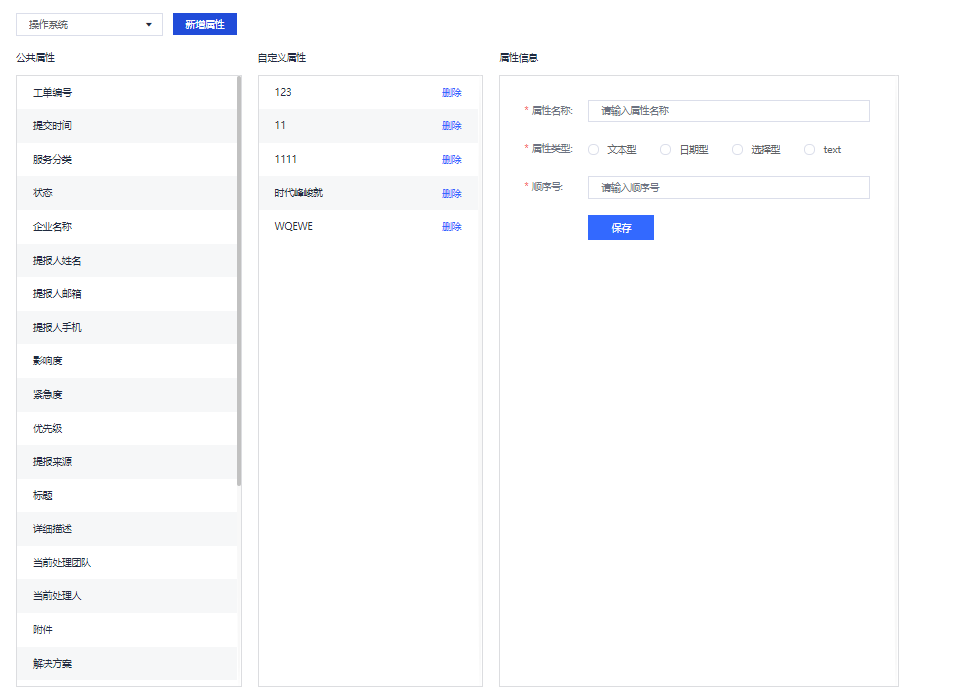 操作系统
新增属性
公共属性
工单编号
提交时间
服务分类
状态
企业名称
提报人姓名
提报人邮箱
提报人手机
影响度
紧急度
优先级
提报来源
标题
详细描述
当前处理团队
当前处理人
附件
解决方案
自定义属性
123 删除
11 删除
1111 删除
时代峰峻就 删除
WQEWE 删除
属性信息
* 属性名称: 请输入属性名称
* 属性类型: 文本型 日期型 选择型 text
* 顺序号: 请输入顺序号
保存